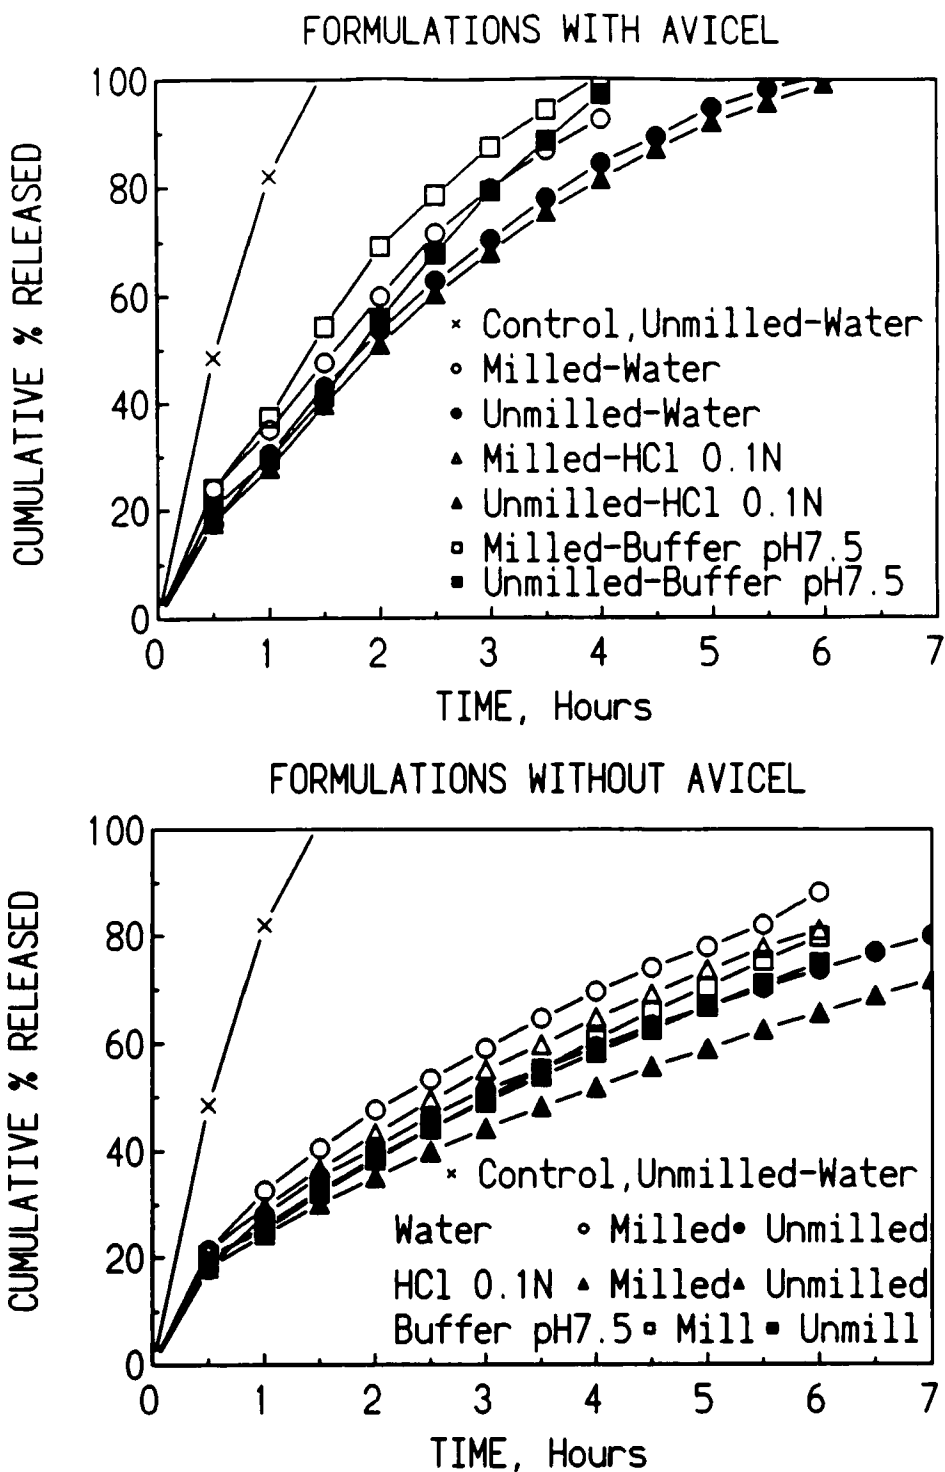 FORMULATIONS WITH AVICEL
CUMULATIVE % RELEASED
100
80
60
40
20
0
× Control,Unmilled-Water
○ Milled-Water
● Unmilled-Water
△ Milled-HCl 0.1N
▲ Unmilled-HCl 0.1N
□ Milled-Buffer pH7.5
■ Unmilled-Buffer pH7.5
0 1 2 3 4 5 6 7
TIME, Hours
FORMULATIONS WITHOUT AVICEL
CUMULATIVE % RELEASED
100
80
60
40
20
0
× Control,Unmilled-Water
Water ○ Milled ● Unmilled
HCl 0.1N ▲ Milled ▲ Unmilled
Buffer pH7.5 □ Mill ■ Unmill
0 1 2 3 4 5 6 7
TIME, Hours